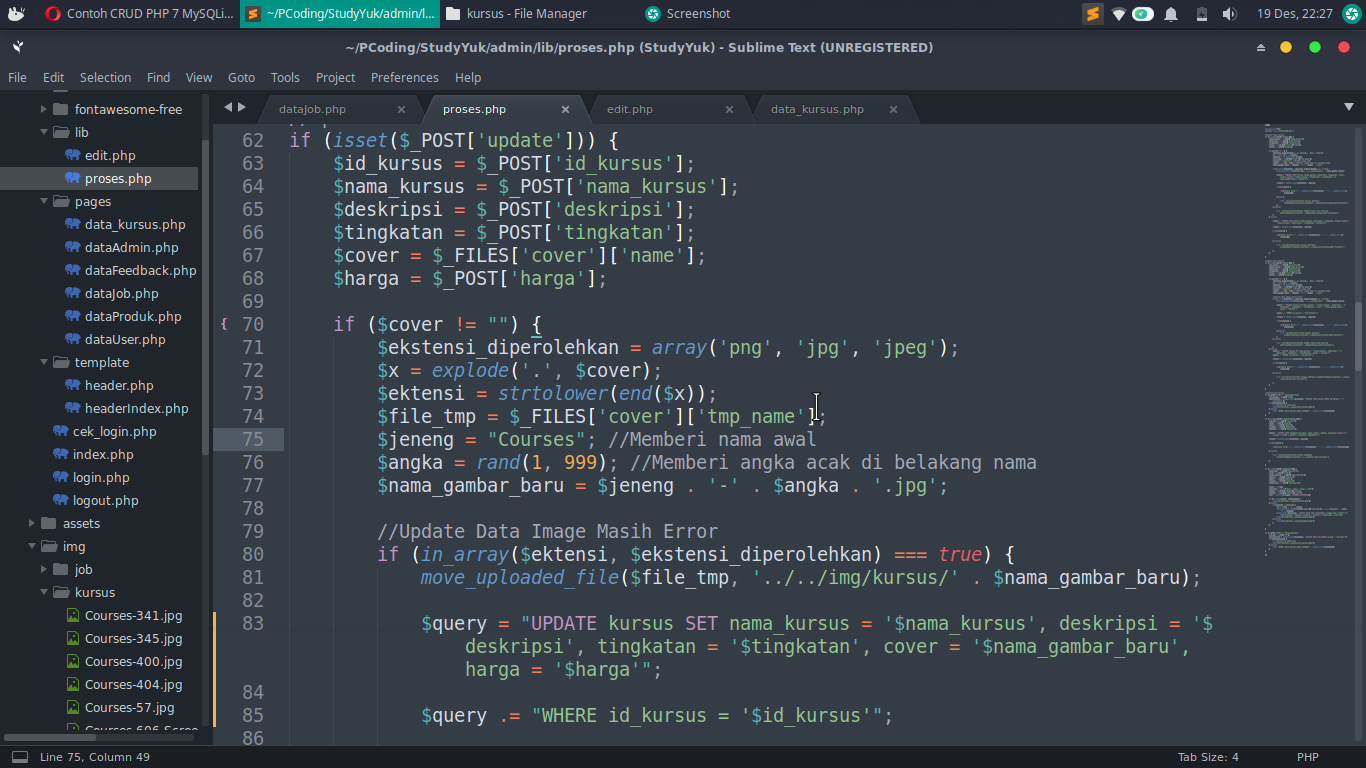 Contoh CRUD PHP 7 MySQLi...
~/PCoding/StudyYuk/admin/l...
kursus - File Manager
Screenshot
19 Des, 22:27
~/PCoding/StudyYuk/admin/lib/proses.php (StudyYuk) - Sublime Text (UNREGISTERED)
File Edit Selection Find View Goto Tools Project Preferences Help
fontawesome-free
lib
edit.php
proses.php
pages
data_kursus.php
dataAdmin.php
dataFeedback.php
dataJob.php
dataProduk.php
dataUser.php
template
header.php
headerIndex.php
cek_login.php
index.php
login.php
logout.php
assets
img
job
kursus
Courses-341.jpg
Courses-345.jpg
Courses-400.jpg
Courses-404.jpg
Courses-57.jpg
dataJob.php × proses.php × edit.php × data_kursus.php ×
62 if (isset($_POST['update'])) {
63 $id_kursus = $_POST['id_kursus'];
64 $nama_kursus = $_POST['nama_kursus'];
65 $deskripsi = $_POST['deskripsi'];
66 $tingkatan = $_POST['tingkatan'];
67 $cover = $_FILES['cover']['name'];
68 $harga = $_POST['harga'];
69
{ 70 if ($cover != "") {
71 $ekstensi_diperolehkan = array('png', 'jpg', 'jpeg');
72 $x = explode('.', $cover);
73 $ektensi = strtolower(end($x));
74 $file_tmp = $_FILES['cover']['tmp_name'];
75 $jeneng = "Courses"; //Memberi nama awal
76 $angka = rand(1, 999); //Memberi angka acak di belakang nama
77 $nama_gambar_baru = $jeneng . '-' . $angka . '.jpg';
78
79 //Update Data Image Masih Error
80 if (in_array($ektensi, $ekstensi_diperolehkan) === true) {
81 move_uploaded_file($file_tmp, '../../img/kursus/' . $nama_gambar_baru);
82
83 $query = "UPDATE kursus SET nama_kursus = '$nama_kursus', deskripsi = '$
deskripsi', tingkatan = '$tingkatan', cover = '$nama_gambar_baru',
harga = '$harga'";
84
85 $query .= "WHERE id_kursus = '$id_kursus'";
86
Line 75, Column 49
Tab Size: 4
PHP